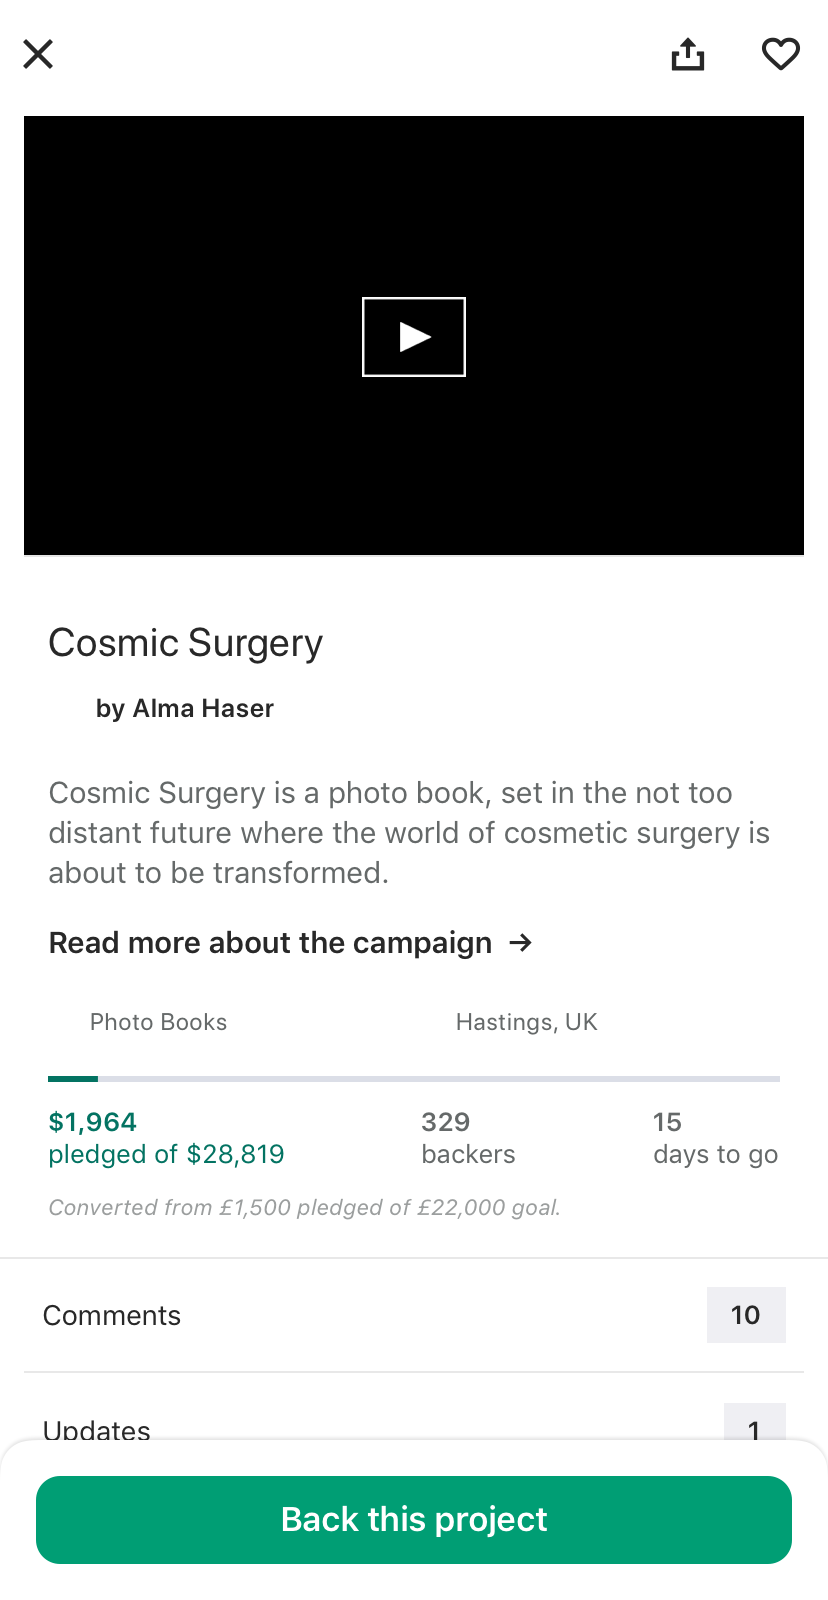 Cosmic Surgery
by Alma Haser
Cosmic Surgery is a photo book, set in the not too
distant future where the world of cosmetic surgery is
about to be transformed.
Read more about the campaign →
Photo Books
Hastings, UK
$1,964
pledged of $28,819
329
backers
15
days to go
Converted from £1,500 pledged of £22,000 goal.
Comments
10
Updates
1
Back this project